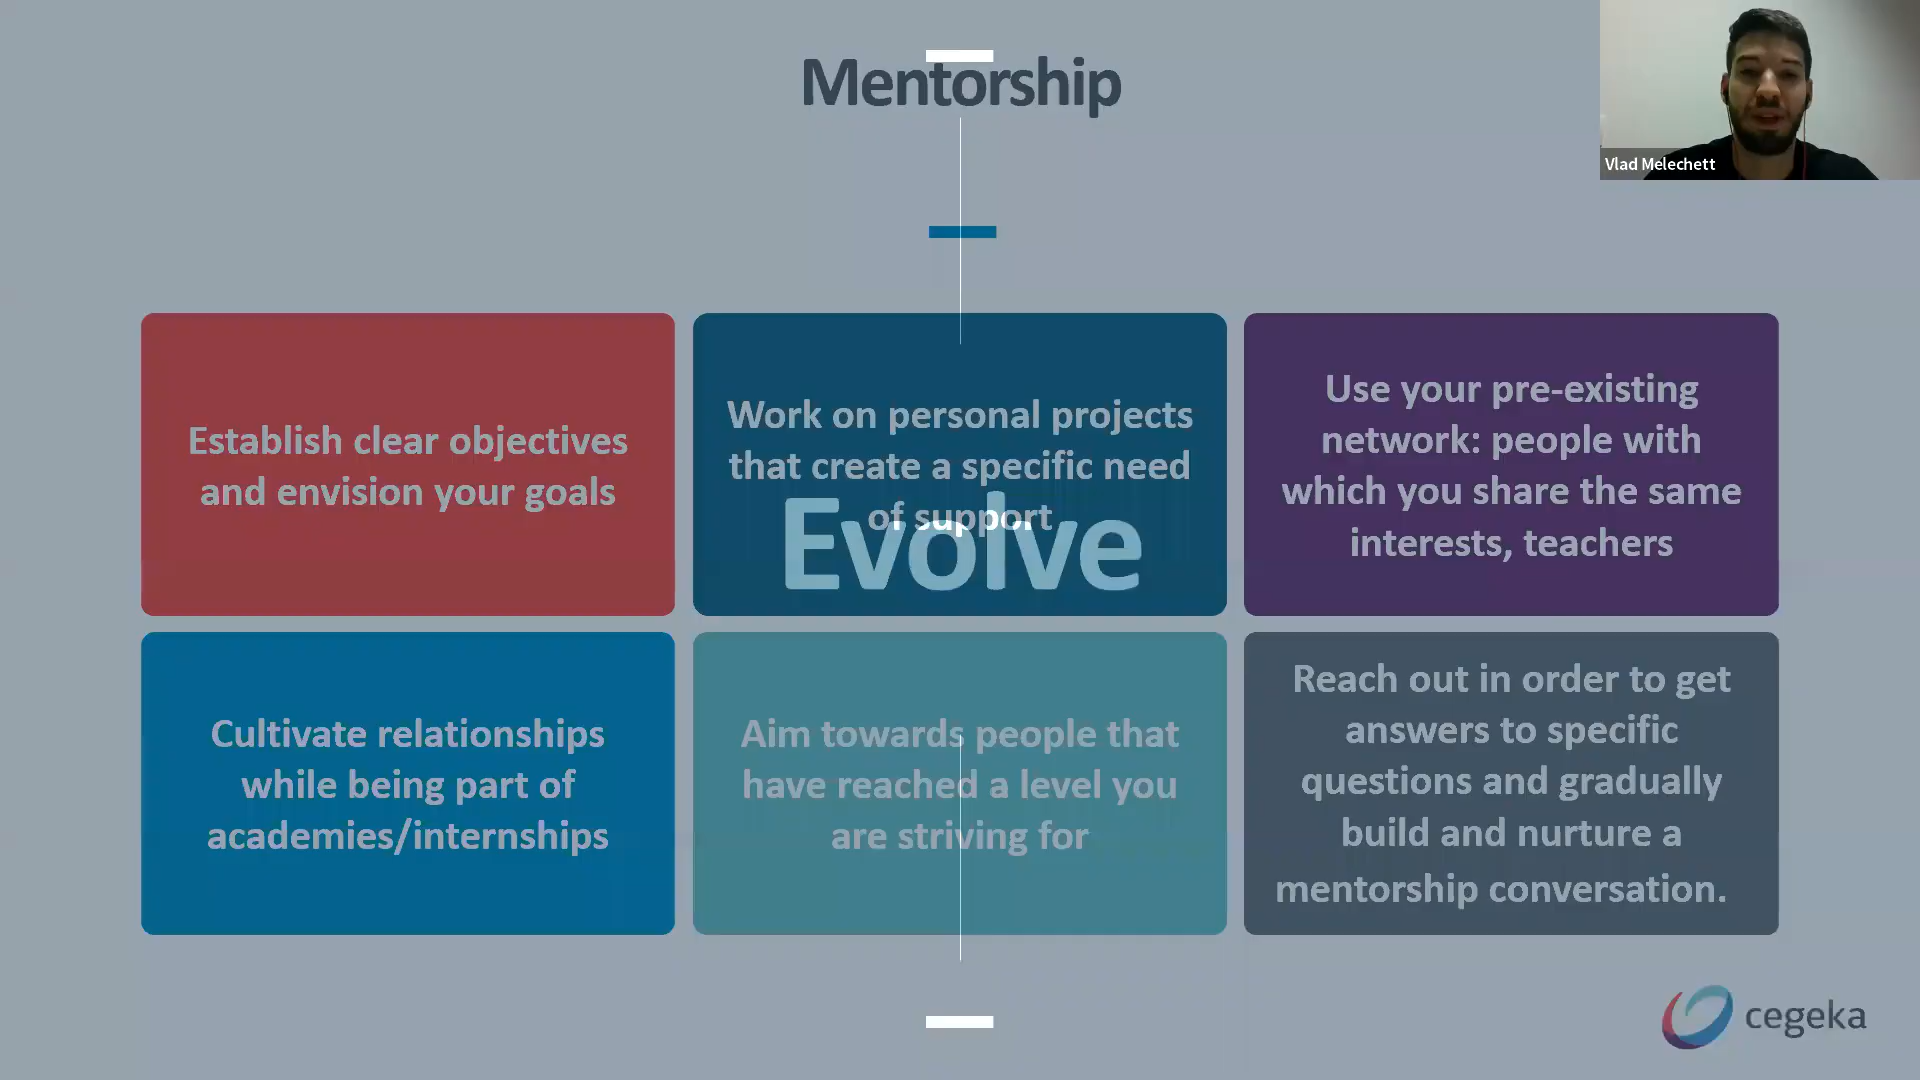 Mentorship
Vlad Melechett
Establish clear objectives
and envision your goals
Work on personal projects
that create a specific need
of support
Evolve
Use your pre-existing
network: people with
which you share the same
interests, teachers
Cultivate relationships
while being part of
academies/internships
Aim towards people that
have reached a level you
are striving for
Reach out in order to get
answers to specific
questions and gradually
build and nurture a
mentorship conversation.
cegeka